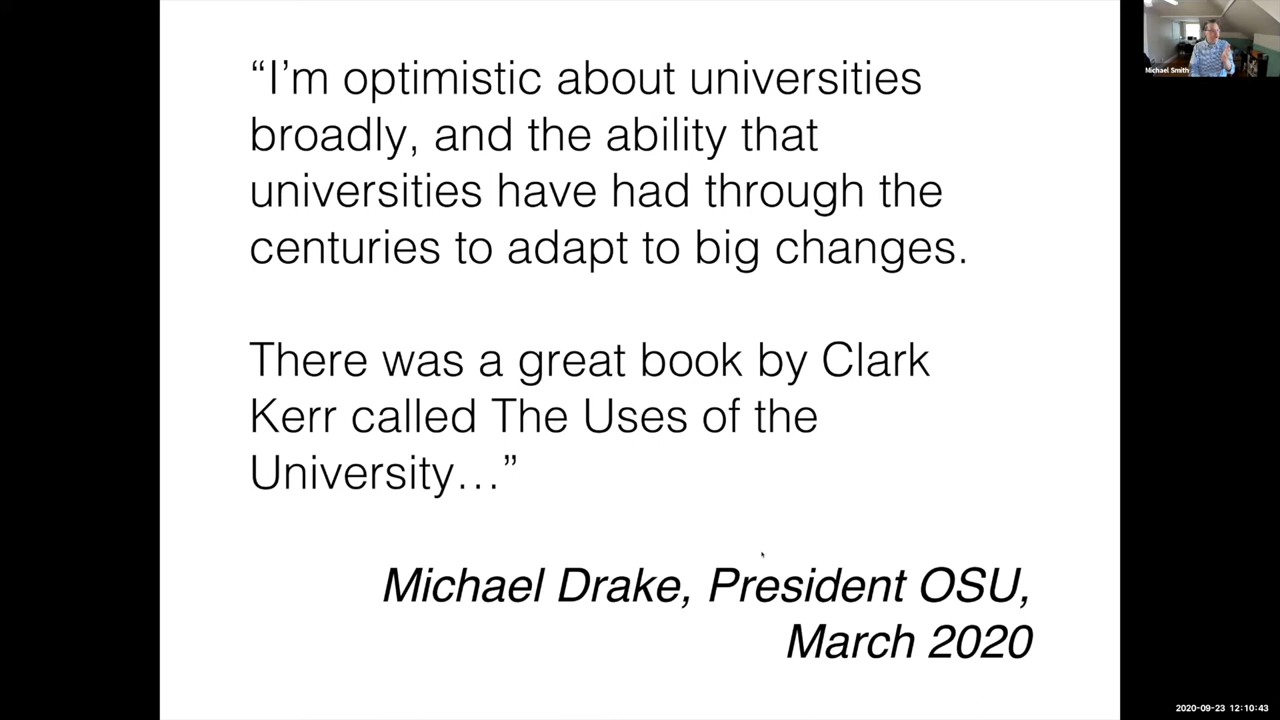 “I’m optimistic about universities
broadly, and the ability that
universities have had through the
centuries to adapt to big changes.
There was a great book by Clark
Kerr called The Uses of the
University…”
Michael Drake, President OSU,
March 2020
Michael Smith
2020-09-23 12:10:43